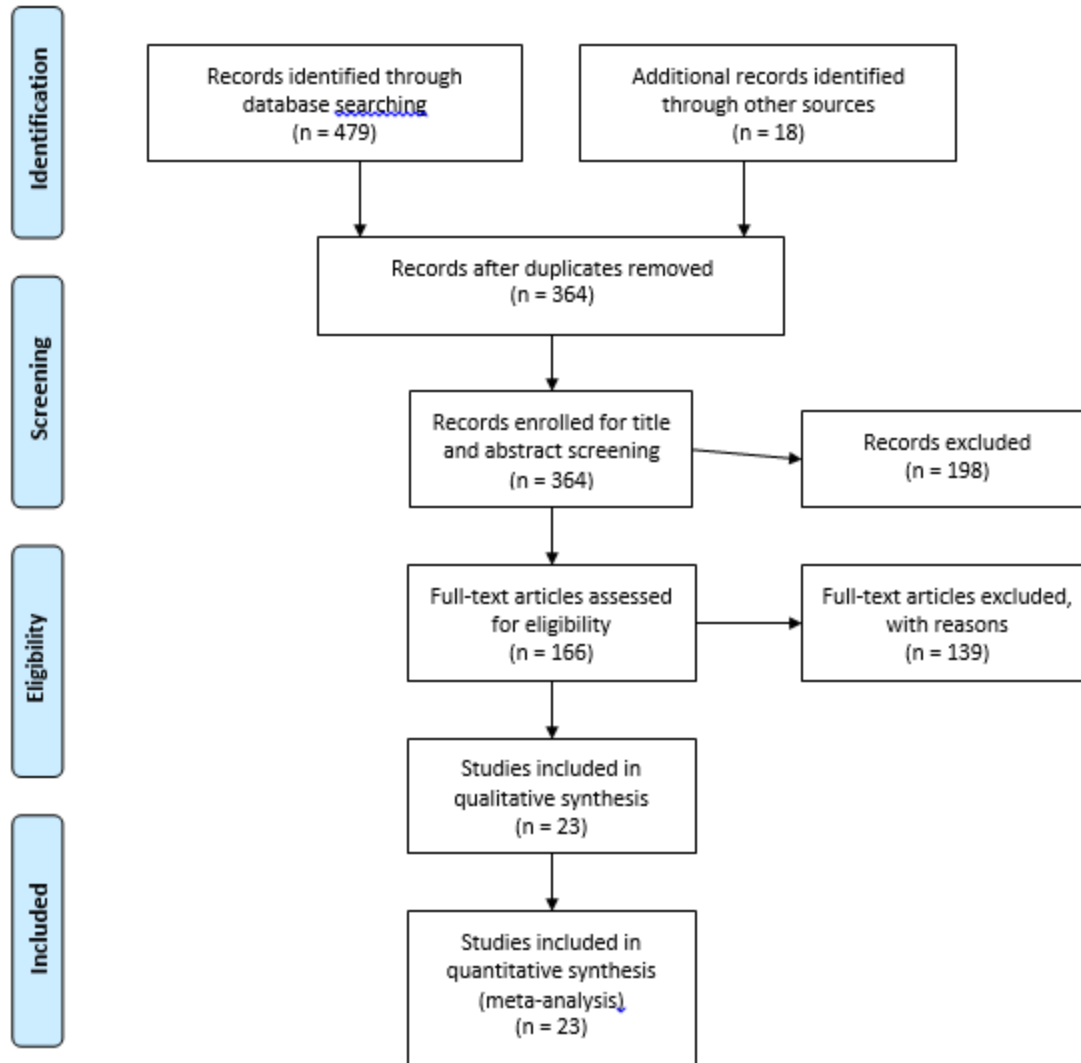 Identification
Records identified through
database searching
(n = 479)
Additional records identified
through other sources
(n = 18)
Records after duplicates removed
(n = 364)
Screening
Records enrolled for title
and abstract screening
(n = 364)
Records excluded
(n = 198)
Eligibility
Full-text articles assessed
for eligibility
(n = 166)
Full-text articles excluded,
with reasons
(n = 139)
Studies included in
qualitative synthesis
(n = 23)
Included
Studies included in
quantitative synthesis
(meta-analysis)
(n = 23)